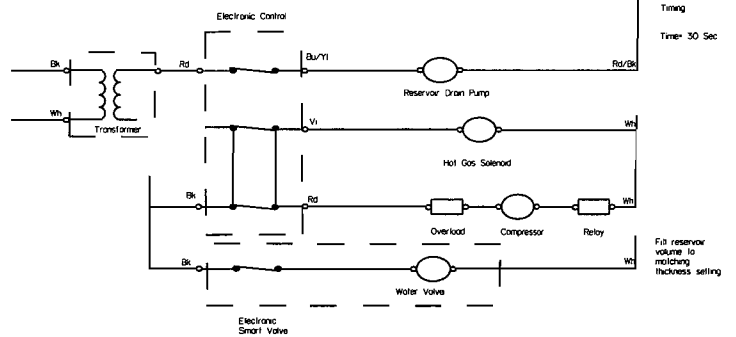 Electronic Control
Timing
Time= 30 Sec
Bk
Rd
Bu/Yl
Rd/Bk
Reservoir Drain Pump
Wh
Transformer
Vi
Wh
Hot Gas Solenoid
Bk
Rd
Wh
Overload
Compressor
Relay
Bk
Wh
Fill reservoir
volume to
matching
thickness setting
Water Valve
Electronic
Smart Valve